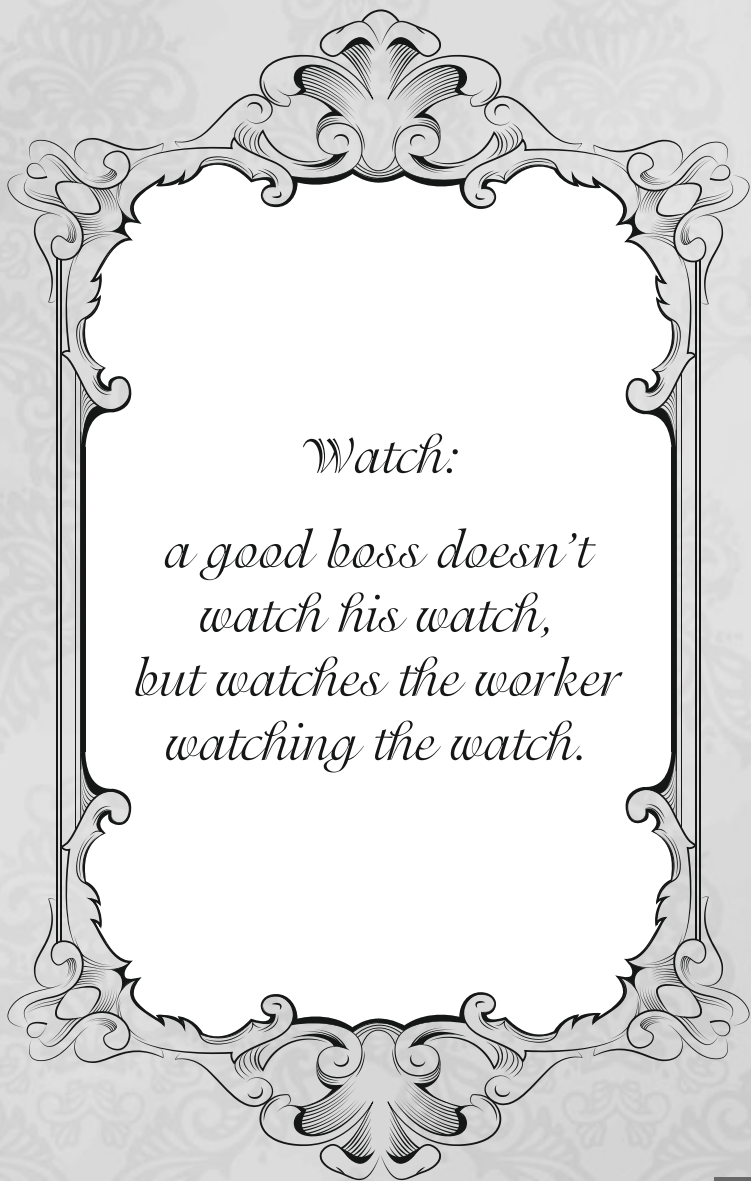 Watch:
a good boss doesn’t
watch his watch,
but watches the worker
watching the watch.